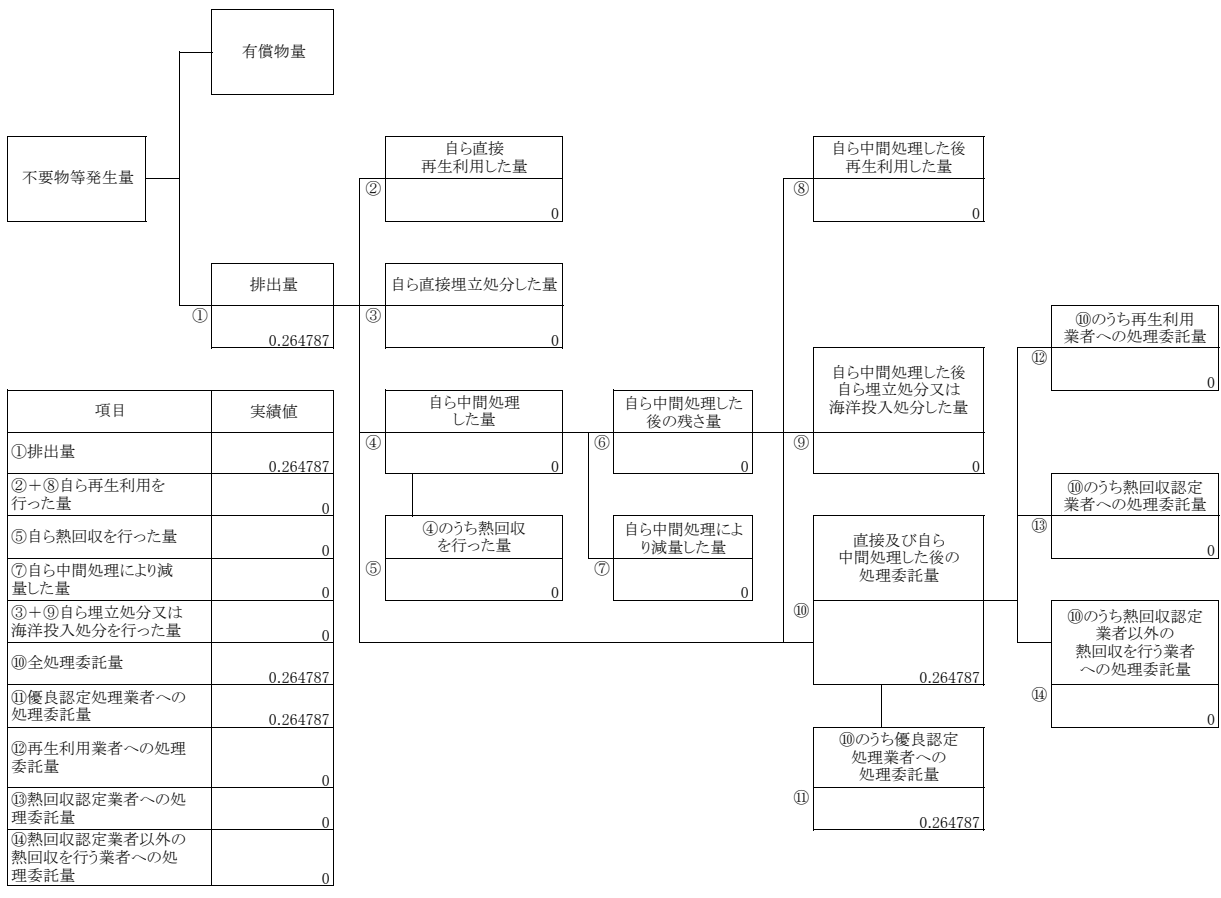 有償物量
不要物等発生量
自ら直接
再生利用した量
②
0
自ら中間処理した後
再生利用した量
⑧
0
排出量
①
0.264787
自ら直接埋立処分した量
③
0
⑩のうち再生利用
業者への処理委託量
⑫
0
自ら中間処理
した量
④
0
自ら中間処理した
後の残さ量
⑥
0
自ら中間処理した後
自ら埋立処分又は
海洋投入処分した量
⑨
0
⑩のうち熱回収認定
業者への処理委託量
⑬
0
④のうち熱回収
を行った量
⑤
0
自ら中間処理によ
り減量した量
⑦
0
直接及び自ら
中間処理した後の
処理委託量
⑩
0.264787
⑩のうち熱回収認定
業者以外の
熱回収を行う業者
への処理委託量
⑭
0
⑩のうち優良認定
処理業者への
処理委託量
⑪
0.264787
項目 実績値
①排出量
0.264787
②＋⑧自ら再生利用を
行った量
0
⑤自ら熱回収を行った量
0
⑦自ら中間処理により減
量した量
0
③＋⑨自ら埋立処分又は
海洋投入処分を行った量
0
⑩全処理委託量
0.264787
⑪優良認定処理業者への
処理委託量
0.264787
⑫再生利用業者への処理
委託量
0
⑬熱回収認定業者への処
理委託量
0
⑭熱回収認定業者以外の
熱回収を行う業者への処
理委託量
0